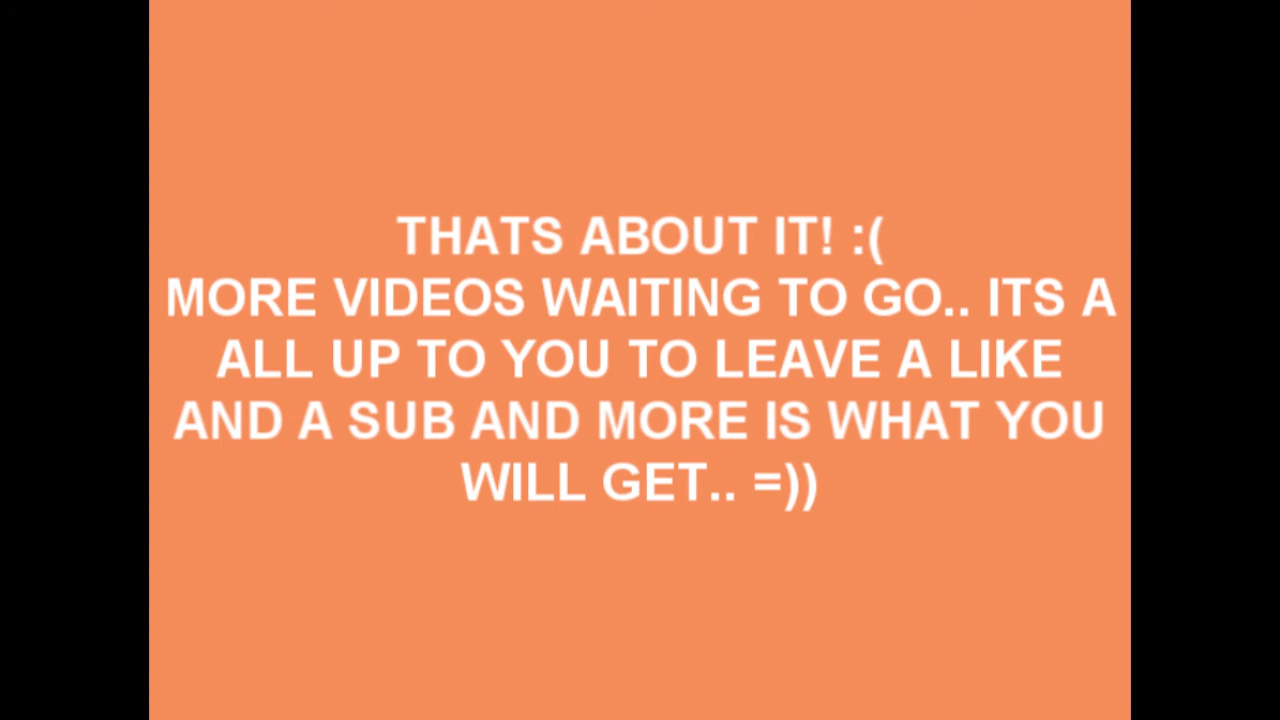 THATS ABOUT IT! :(
MORE VIDEOS WAITING TO GO.. ITS A
ALL UP TO YOU TO LEAVE A LIKE
AND A SUB AND MORE IS WHAT YOU
WILL GET.. =))